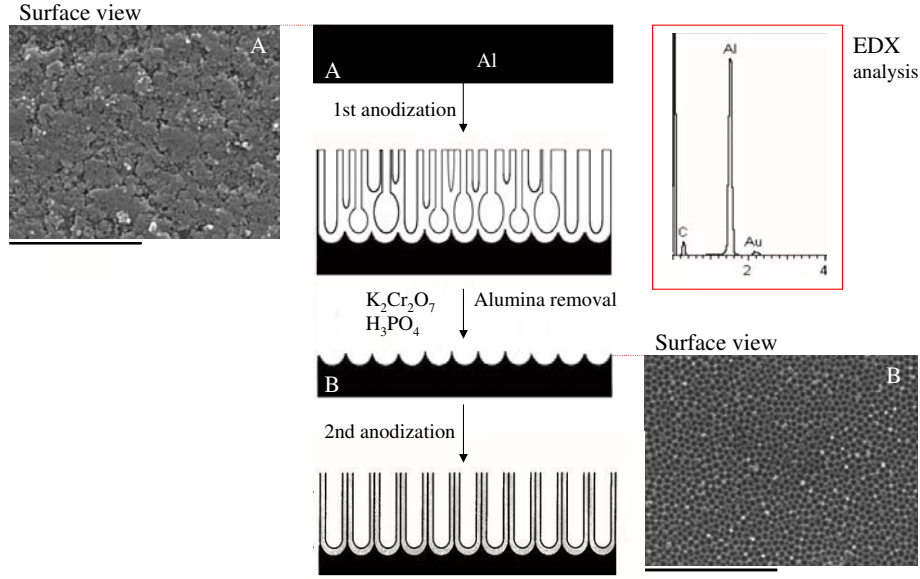 Surface view
A
A
Al
1st anodization
K₂Cr₂O₇
H₃PO₄
Alumina removal
B
2nd anodization
EDX
analysis
Al
C
Au
2
4
Surface view
B